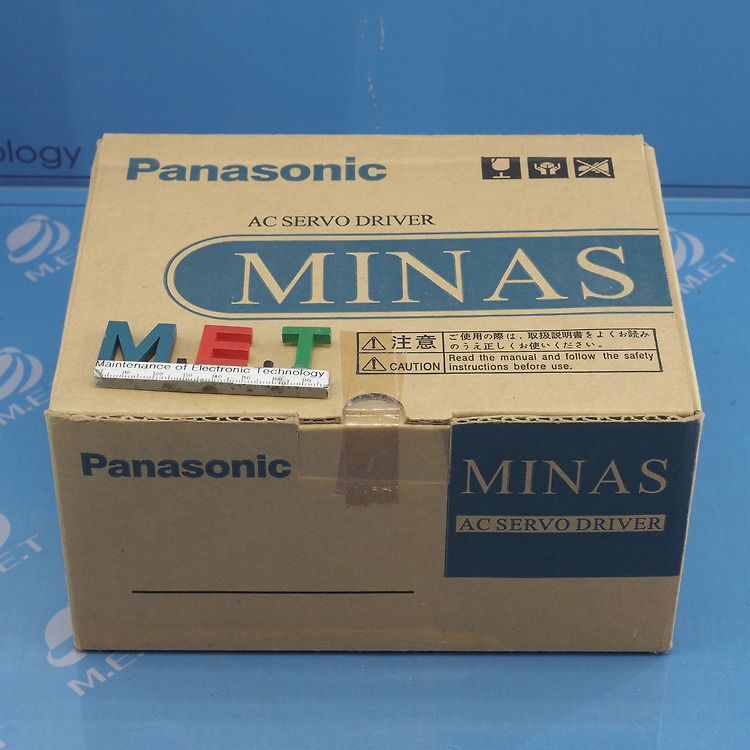 ology
Panasonic
AC SERVO DRIVER
MINAS
注意
ご使用の際は、取扱説明書をよくお読み
のうえ正しくお使いください。
CAUTION
Read the manual and follow the safety
instructions before use.
M.E.T
Maintenance of Electronic Technology
Panasonic
MINAS
AC SERVO DRIVER
M.E.T
M.E.T
M.E.T
M.E.T